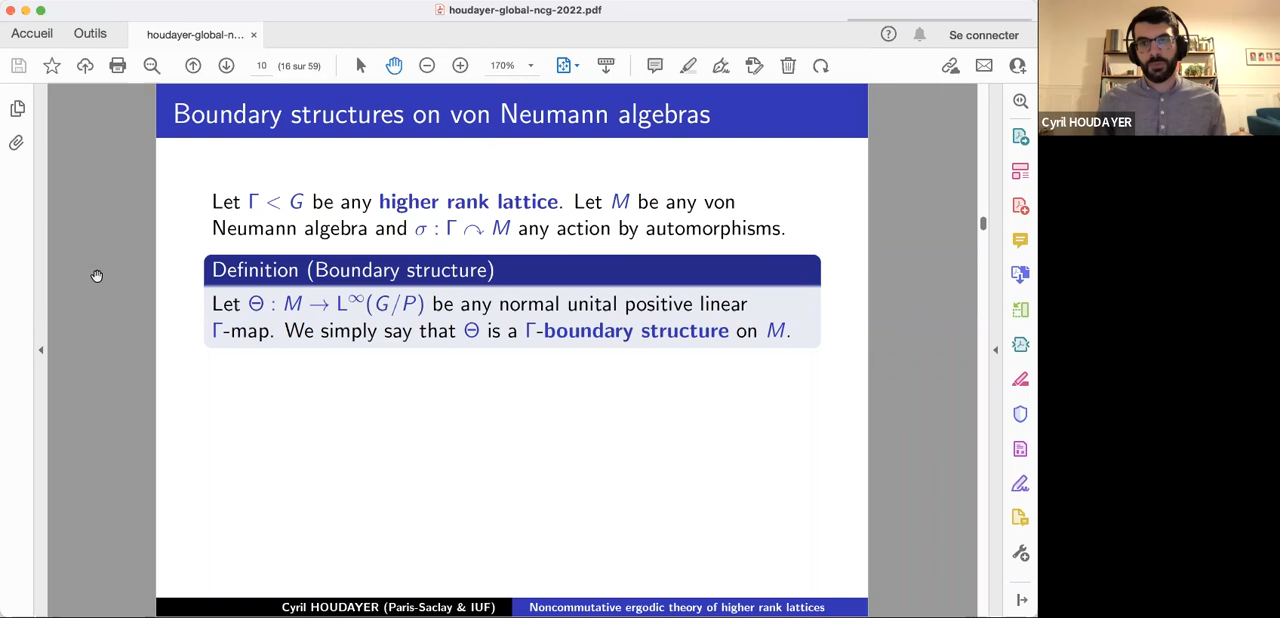 houdayer-global-ncg-2022.pdf
Accueil Outils houdayer-global-n... × Se connecter
10 (16 sur 59) 170%
Boundary structures on von Neumann algebras
Let Γ < G be any higher rank lattice. Let M be any von
Neumann algebra and σ : Γ ↷ M any action by automorphisms.
Definition (Boundary structure)
Let Θ : M → L∞(G/P) be any normal unital positive linear
Γ-map. We simply say that Θ is a Γ-boundary structure on M.
Cyril HOUDAYER (Paris-Saclay & IUF) Noncommutative ergodic theory of higher rank lattices
Cyril HOUDAYER